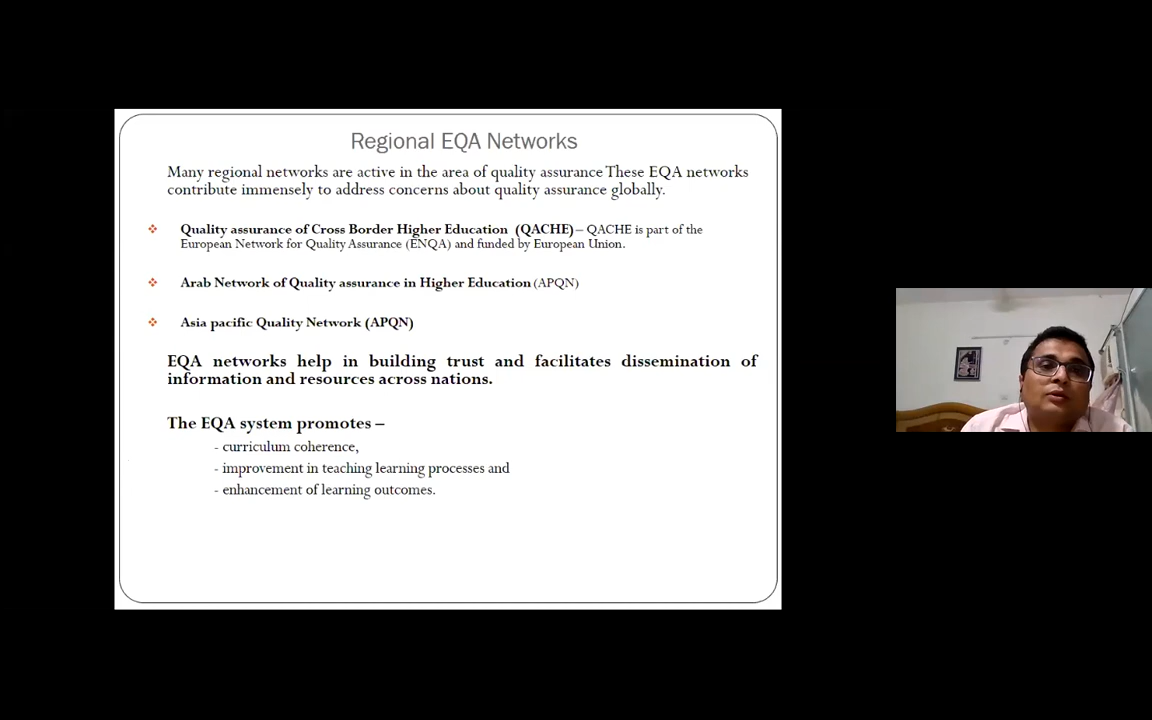 Regional EQA Networks
Many regional networks are active in the area of quality assurance These EQA networks
contribute immensely to address concerns about quality assurance globally.
❖ Quality assurance of Cross Border Higher Education (QACHE) – QACHE is part of the
European Network for Quality Assurance (ENQA) and funded by European Union.
❖ Arab Network of Quality assurance in Higher Education (APQN)
❖ Asia pacific Quality Network (APQN)
EQA networks help in building trust and facilitates dissemination of
information and resources across nations.
The EQA system promotes –
- curriculum coherence,
- improvement in teaching learning processes and
- enhancement of learning outcomes.